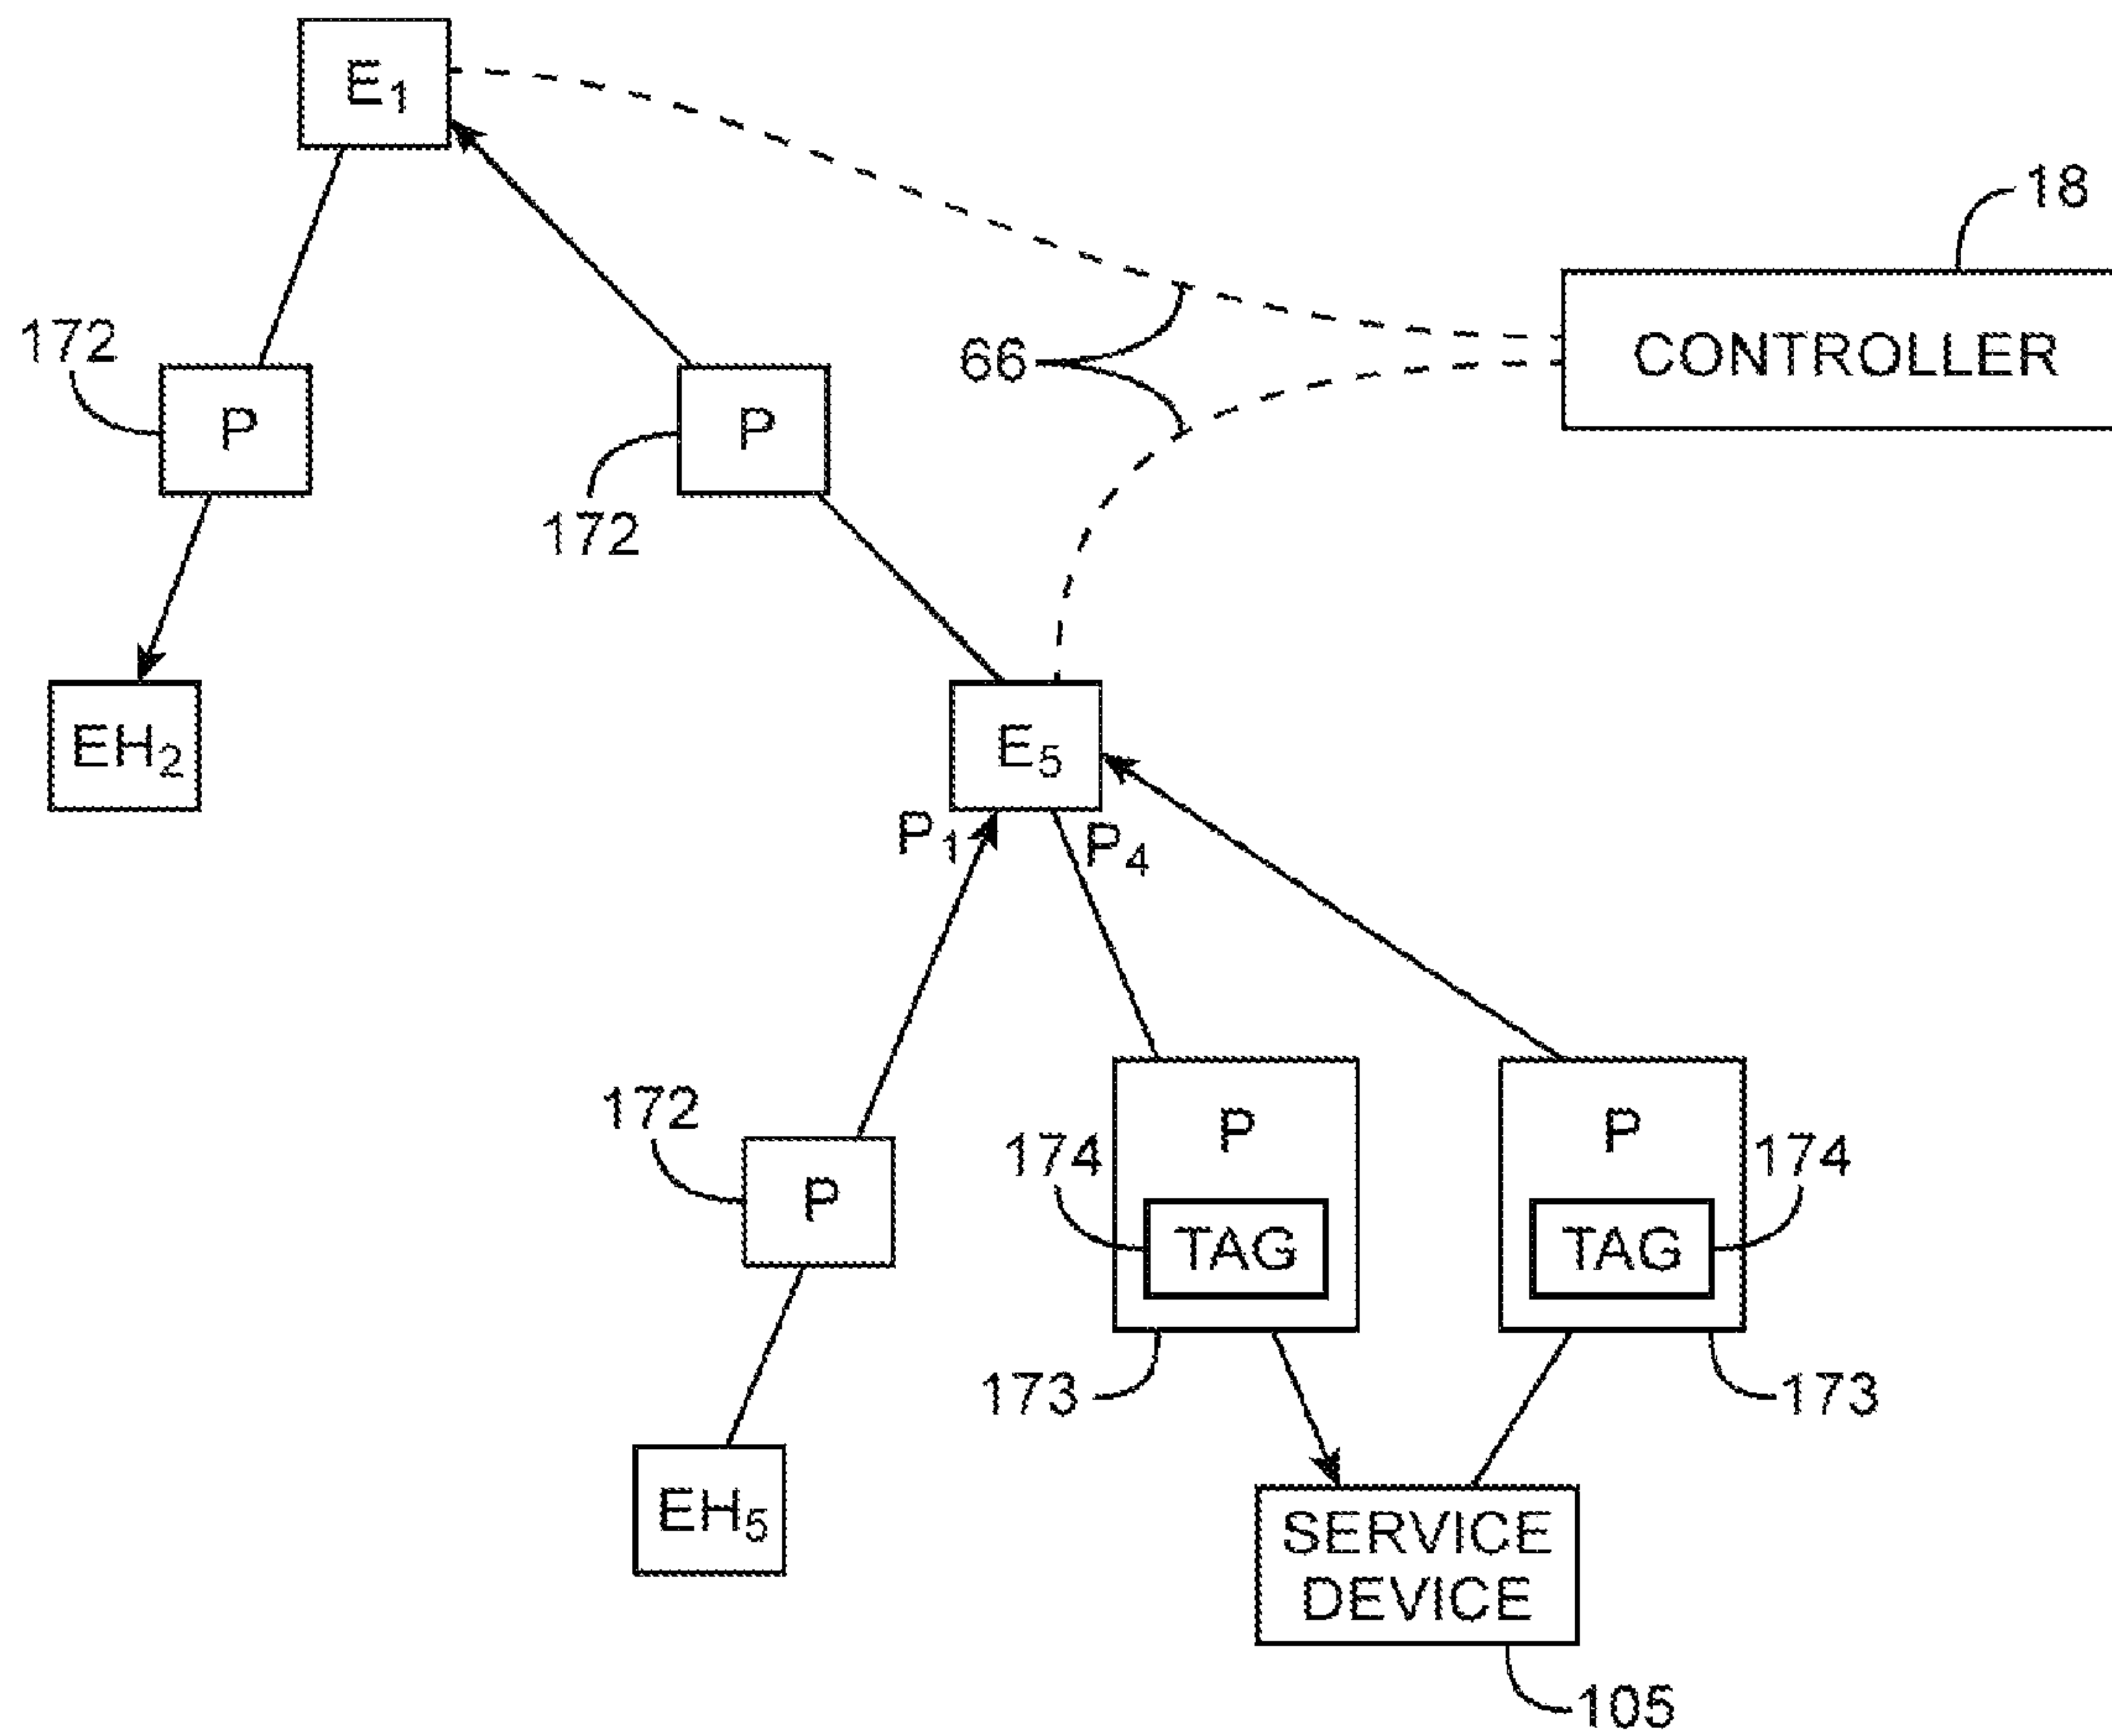 E1
18
CONTROLLER
66
172
P
P
172
EH2
E5
P1
P4
172
P
P
174
TAG
P
174
TAG
173
173
EH5
SERVICE
DEVICE
105